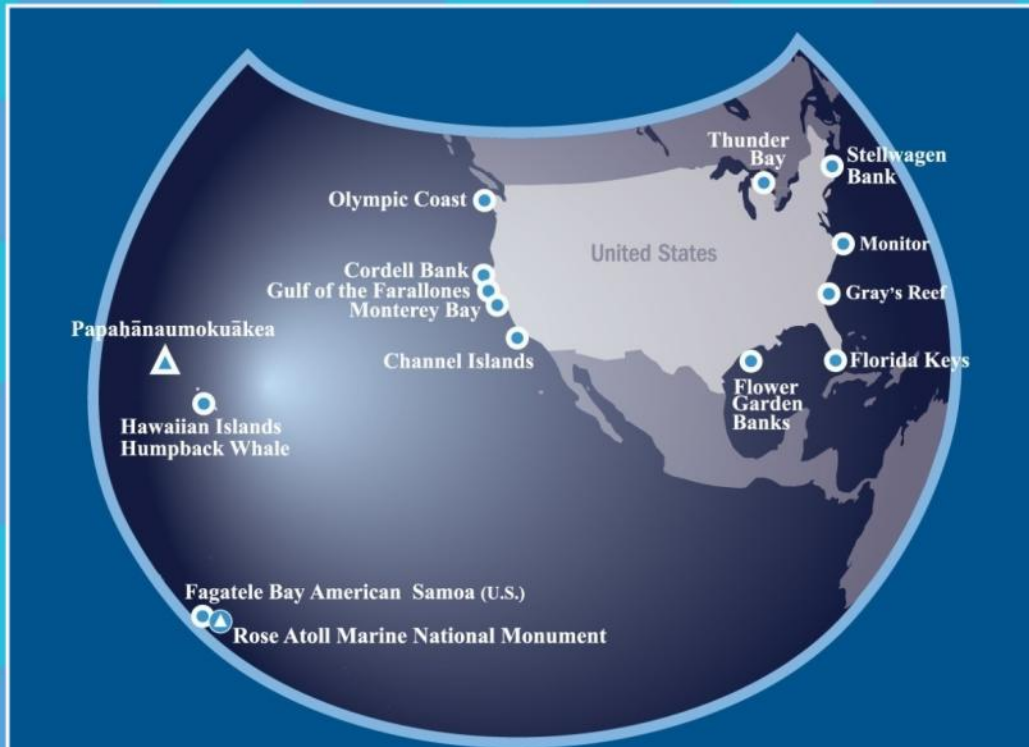 Thunder
Bay
Stellwagen
Bank
Olympic Coast
United States
Monitor
Cordell Bank
Gulf of the Farallones
Monterey Bay
Gray's Reef
Papahānaumokuākea
Channel Islands
Florida Keys
Flower
Garden
Banks
Hawaiian Islands
Humpback Whale
Fagatele Bay American Samoa (U.S.)
Rose Atoll Marine National Monument